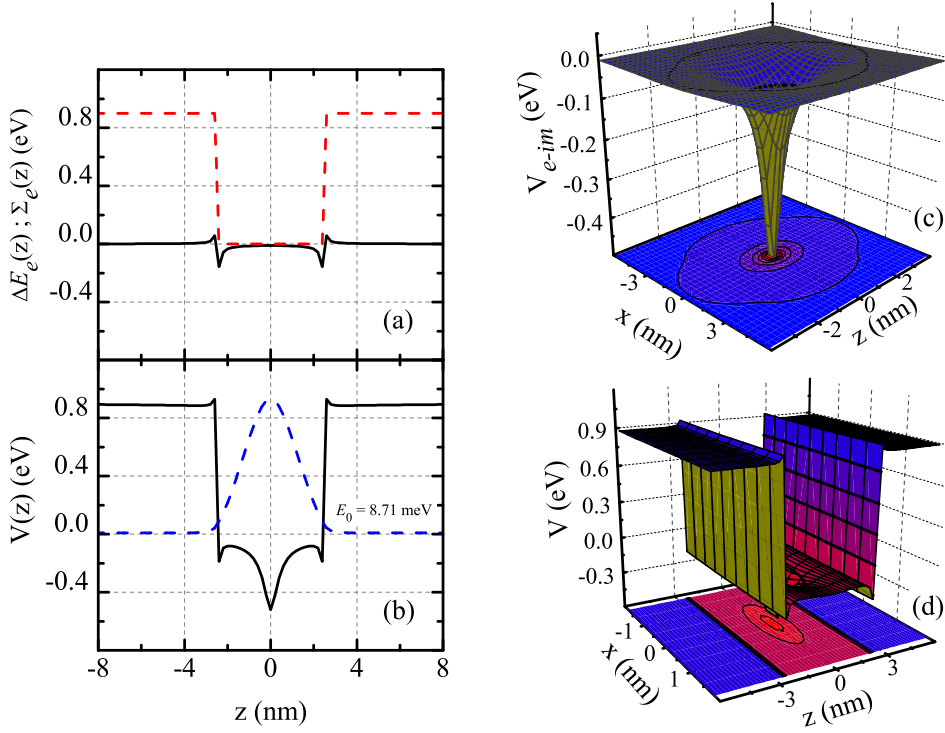 ΔE_e(z) ; Σ_e(z) (eV)
0.8
0.4
0.0
-0.4
(a)
V(z) (eV)
0.8
0.4
0.0
-0.4
E_0 = 8.71 meV
(b)
-8 -4 0 4 8
z (nm)
V_{e-im} (eV)
0.0
-0.1
-0.2
-0.3
-0.4
(c)
-3 0 3
x (nm)
-2 0 2
z (nm)
V (eV)
0.9
0.6
0.3
0.0
-0.3
(d)
-1 0 1
x (nm)
-3 0 3
z (nm)